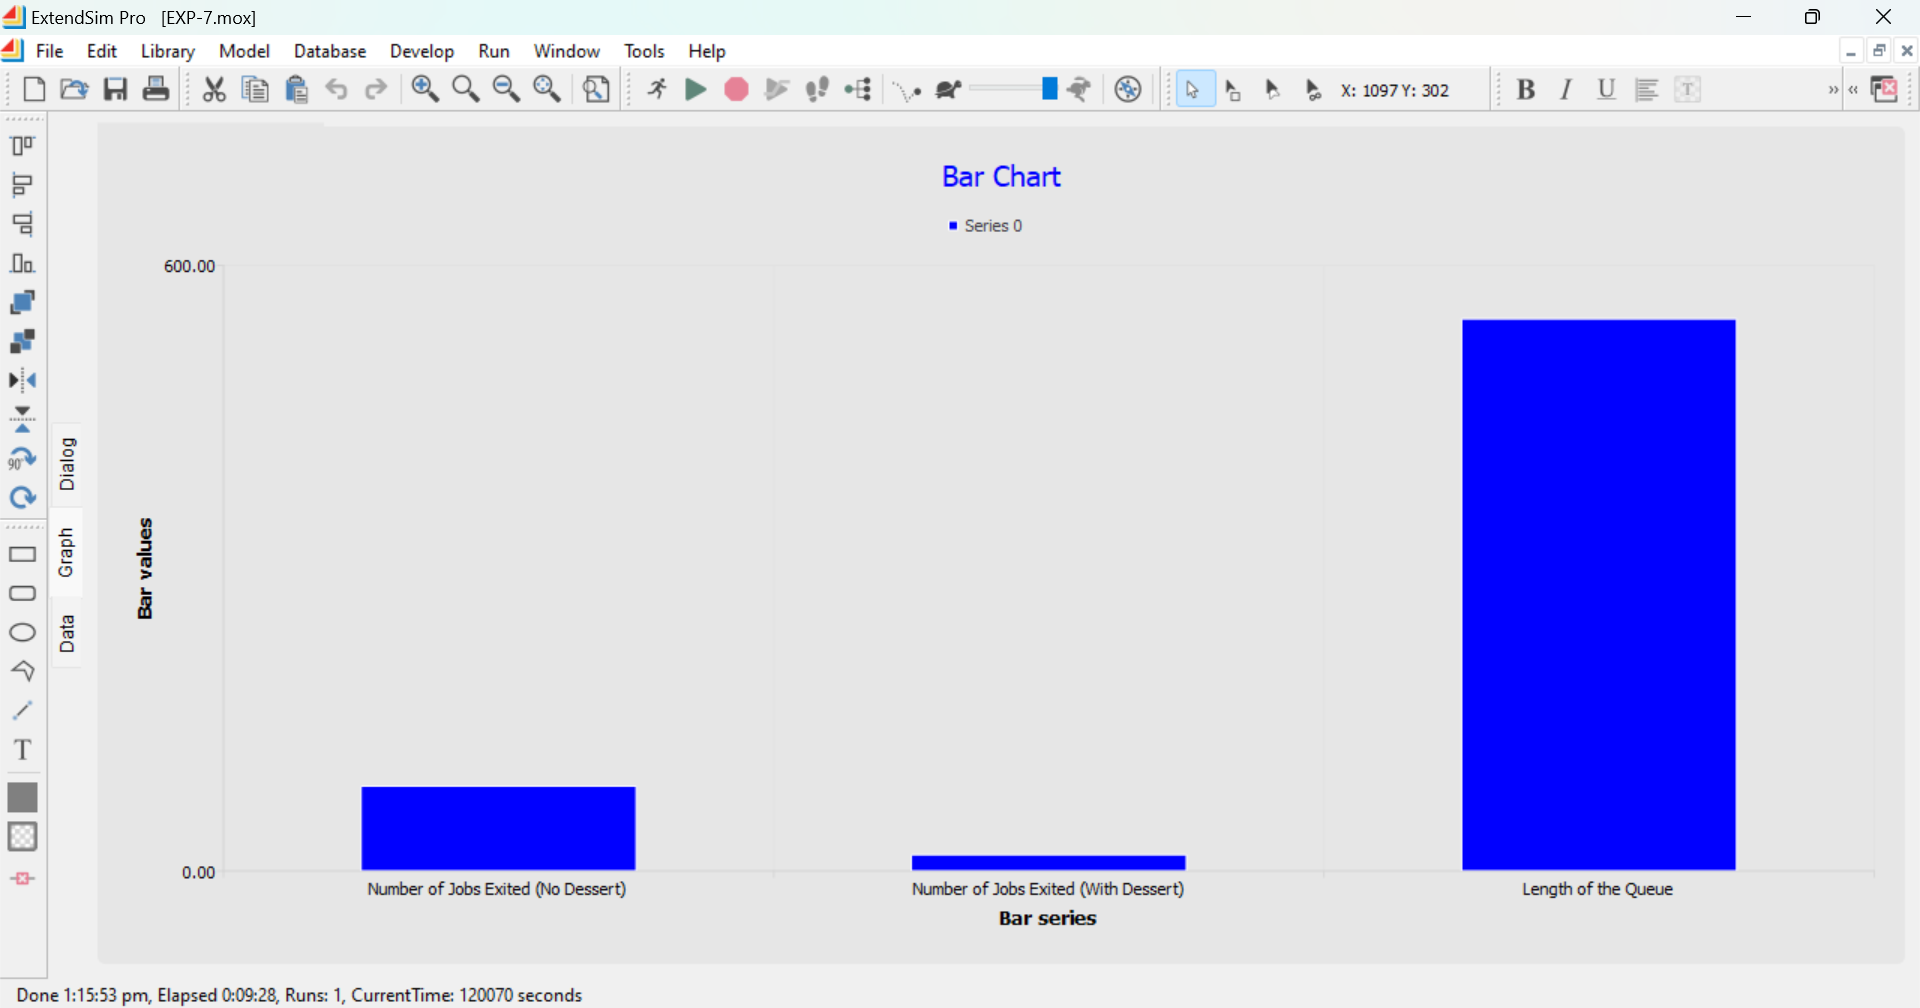 ExtendSim Pro [EXP-7.mox]
File Edit Library Model Database Develop Run Window Tools Help
X: 1097 Y: 302 B I U T » «
Bar Chart
Series 0
600.00
90°
Dialog
Graph
Data
T
Bar values
0.00
Number of Jobs Exited (No Dessert) Number of Jobs Exited (With Dessert) Length of the Queue
Bar series
Done 1:15:53 pm, Elapsed 0:09:28, Runs: 1, CurrentTime: 120070 seconds